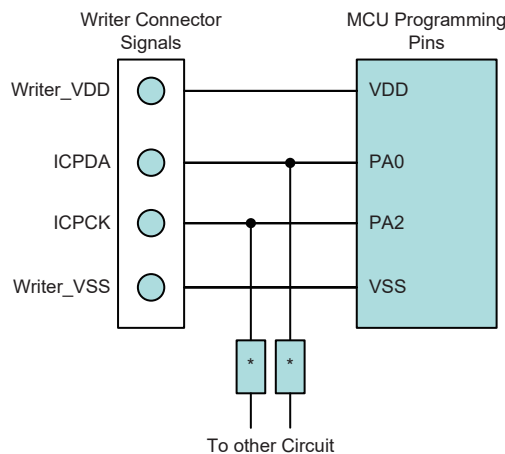 Writer Connector
Signals
MCU Programming
Pins
Writer_VDD
VDD
ICPDA
PA0
ICPCK
PA2
Writer_VSS
VSS
* *
To other Circuit